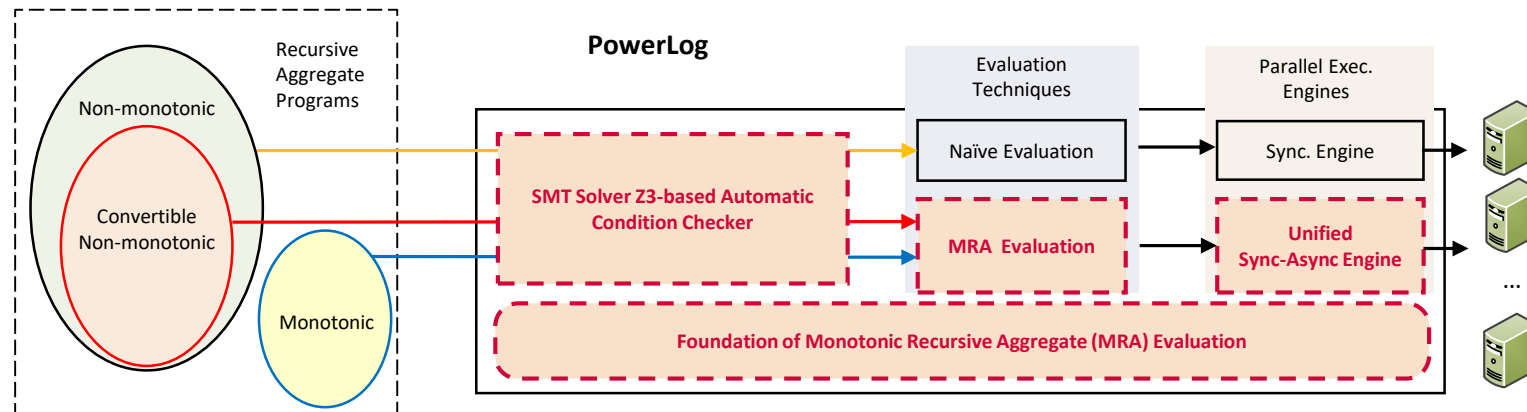 Recursive
Aggregate
Programs
Non-monotonic
Convertible
Non-monotonic
Monotonic
PowerLog
SMT Solver Z3-based Automatic
Condition Checker
Evaluation
Techniques
Naïve Evaluation
MRA Evaluation
Parallel Exec.
Engines
Sync. Engine
Unified
Sync-Async Engine
Foundation of Monotonic Recursive Aggregate (MRA) Evaluation
...